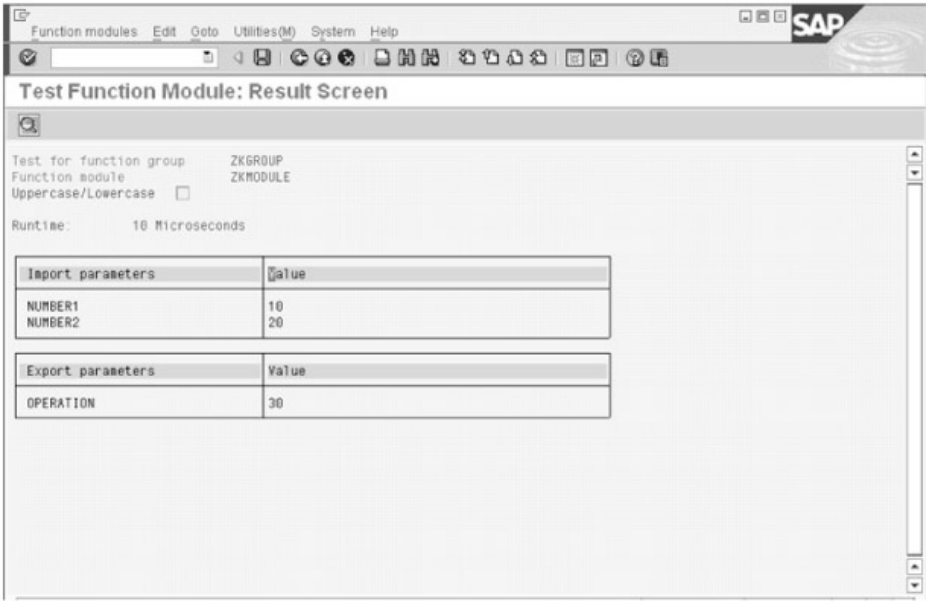 Function modules Edit Goto Utilities(M) System Help
SAP
Test Function Module: Result Screen
Test for function group ZKGROUP
Function module ZKMODULE
Uppercase/Lowercase
Runtime: 10 Microseconds
Import parameters Value
NUMBER1 10
NUMBER2 20
Export parameters Value
OPERATION 30